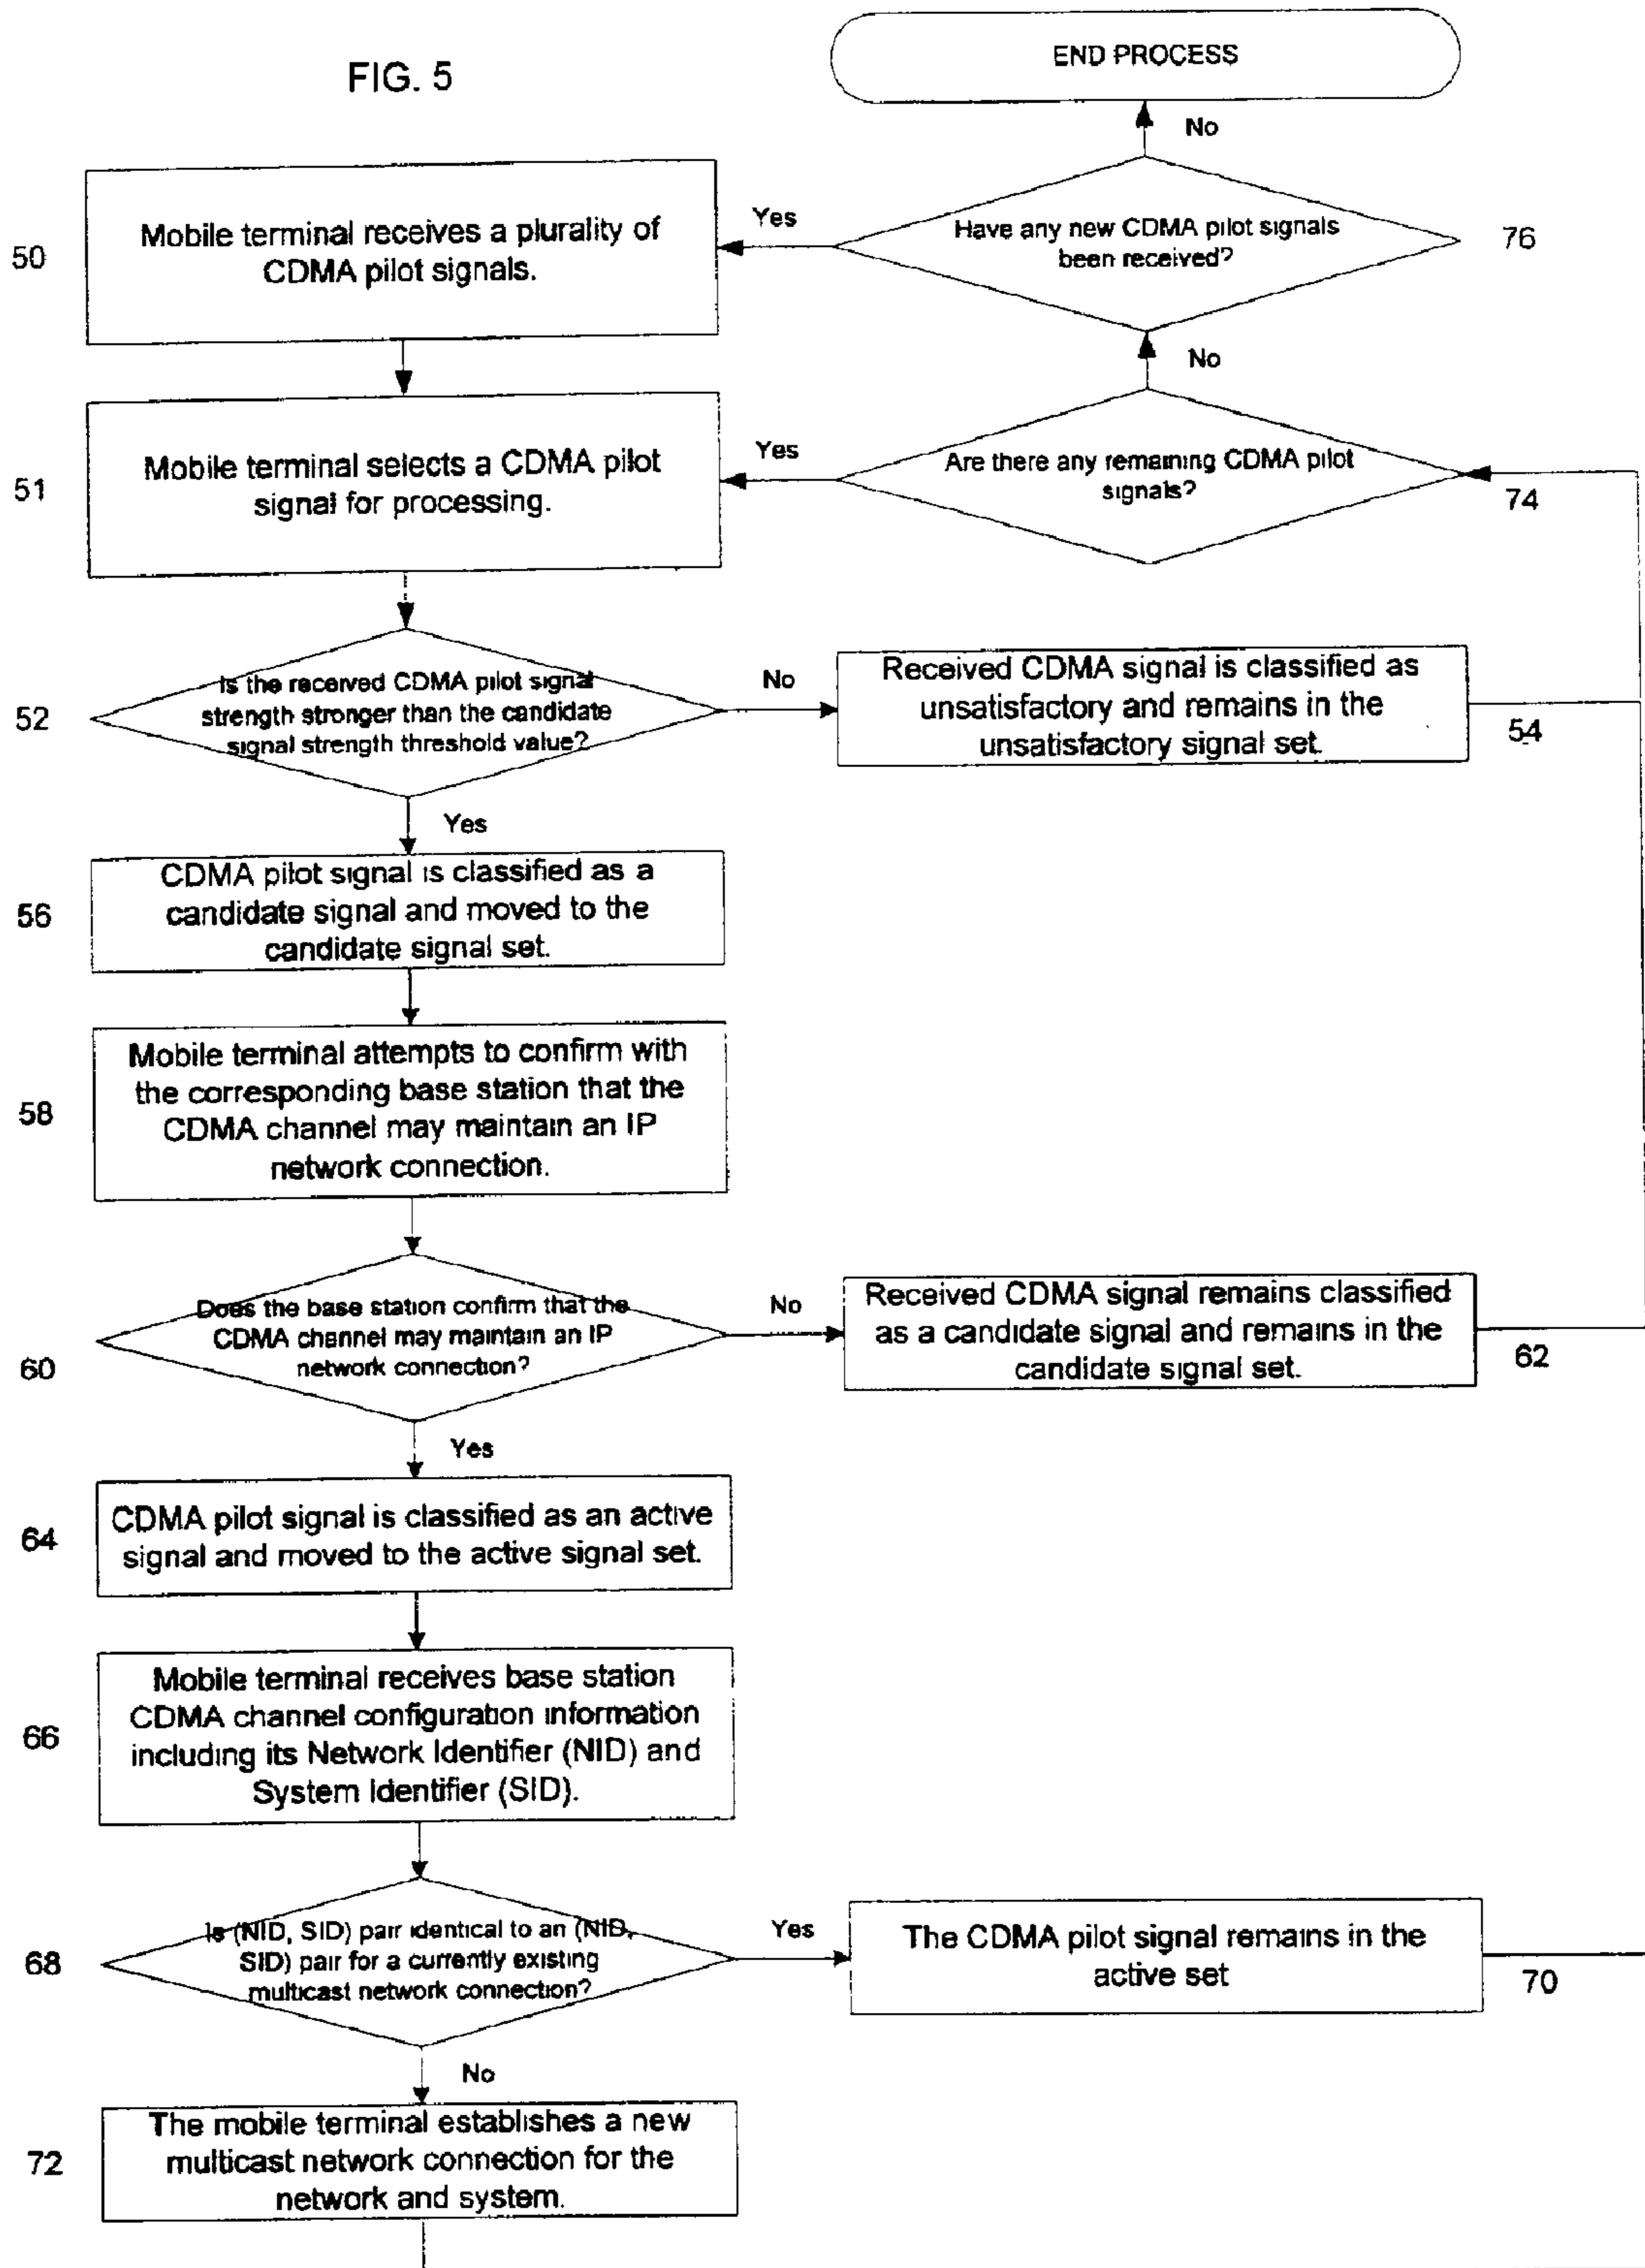 FIG. 5
END PROCESS
No
50
Mobile terminal receives a plurality of
CDMA pilot signals.
Yes
Have any new CDMA pilot signals
been received?
76
No
51
Mobile terminal selects a CDMA pilot
signal for processing.
Yes
Are there any remaining CDMA pilot
signals?
74
52
Is the received CDMA pilot signal
strength stronger than the candidate
signal strength threshold value?
No
Received CDMA signal is classified as
unsatisfactory and remains in the
unsatisfactory signal set.
54
Yes
56
CDMA pilot signal is classified as a
candidate signal and moved to the
candidate signal set.
58
Mobile terminal attempts to confirm with
the corresponding base station that the
CDMA channel may maintain an IP
network connection.
60
Does the base station confirm that the
CDMA channel may maintain an IP
network connection?
No
Received CDMA signal remains classified
as a candidate signal and remains in the
candidate signal set.
62
Yes
64
CDMA pilot signal is classified as an active
signal and moved to the active signal set.
66
Mobile terminal receives base station
CDMA channel configuration information
including its Network Identifier (NID) and
System Identifier (SID).
68
Is (NID, SID) pair identical to an (NID,
SID) pair for a currently existing
multicast network connection?
Yes
The CDMA pilot signal remains in the
active set
70
No
72
The mobile terminal establishes a new
multicast network connection for the
network and system.